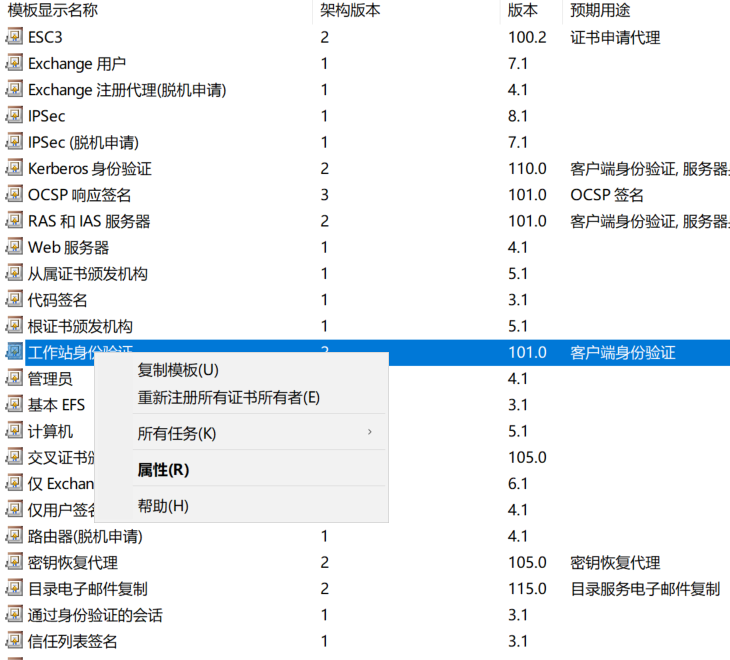 模板显示名称 架构版本 版本 预期用途
ESC3 2 100.2 证书申请代理
Exchange 用户 1 7.1
Exchange 注册代理(脱机申请) 1 4.1
IPSec 1 8.1
IPSec (脱机申请) 1 7.1
Kerberos 身份验证 2 110.0 客户端身份验证, 服务器
OCSP 响应签名 3 101.0 OCSP 签名
RAS 和 IAS 服务器 2 101.0 客户端身份验证, 服务器
Web 服务器 1 4.1
从属证书颁发机构 1 5.1
代码签名 1 3.1
根证书颁发机构 1 5.1
工作站身份验证 2 101.0 客户端身份验证
管理员 4.1
基本 EFS 3.1
计算机 5.1
交叉证书 105.0
仅 Exchan 6.1
仅用户签名 4.1
复制模板(U)
重新注册所有证书所有者(E)
所有任务(K)
属性(R)
帮助(H)
路由器(脱机申请) 1 4.1
密钥恢复代理 2 105.0 密钥恢复代理
目录电子邮件复制 2 115.0 目录服务电子邮件复制
通过身份验证的会话 1 3.1
信任列表签名 1 3.1